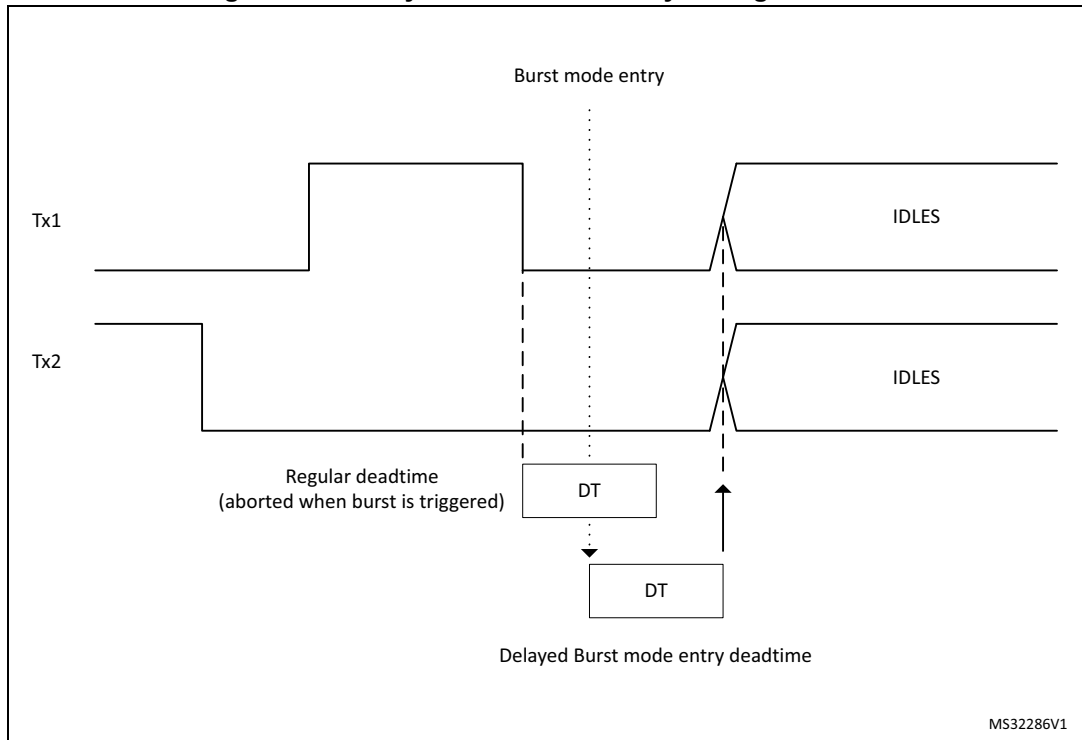 Burst mode entry
Tx1
IDLES
Tx2
IDLES
Regular deadtime
(aborted when burst is triggered)
DT
DT
Delayed Burst mode entry deadtime
MS32286V1